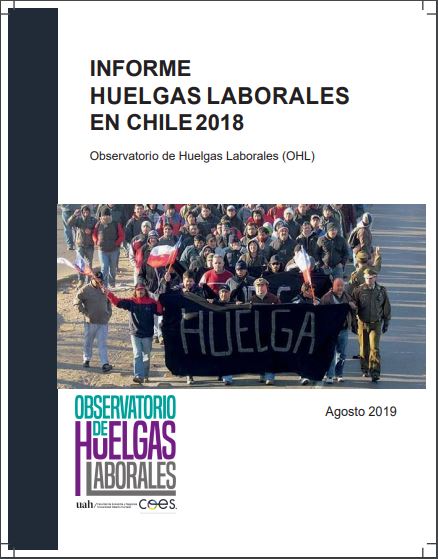 INFORME
HUELGAS LABORALES
EN CHILE 2018
Observatorio de Huelgas Laborales (OHL)
HUELGA
OBSERVATORIO
DE
HUELGAS
LABORALES
Agosto 2019
uah/
coes.